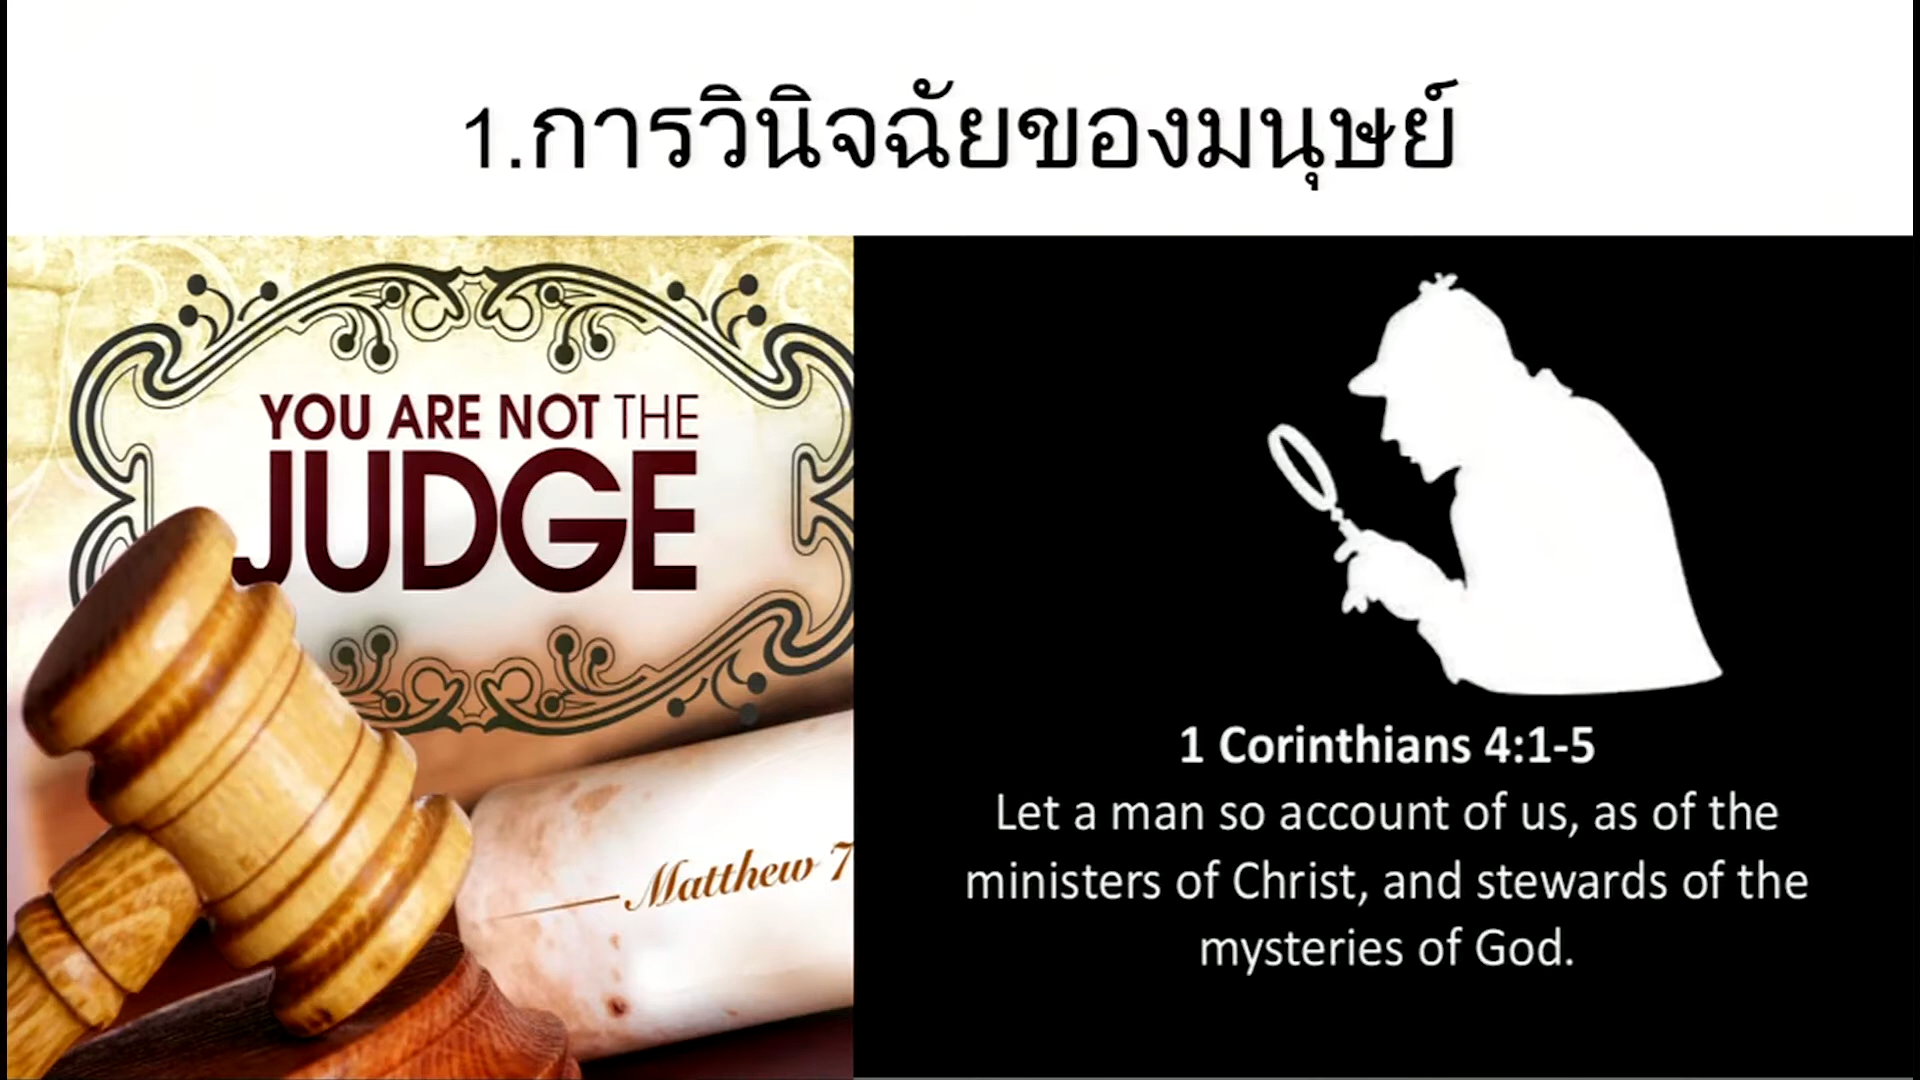 1.การวินิจฉัยของมนุษย์
YOU ARE NOT THE
JUDGE
Matthew 7
1 Corinthians 4:1-5
Let a man so account of us, as of the
ministers of Christ, and stewards of the
mysteries of God.